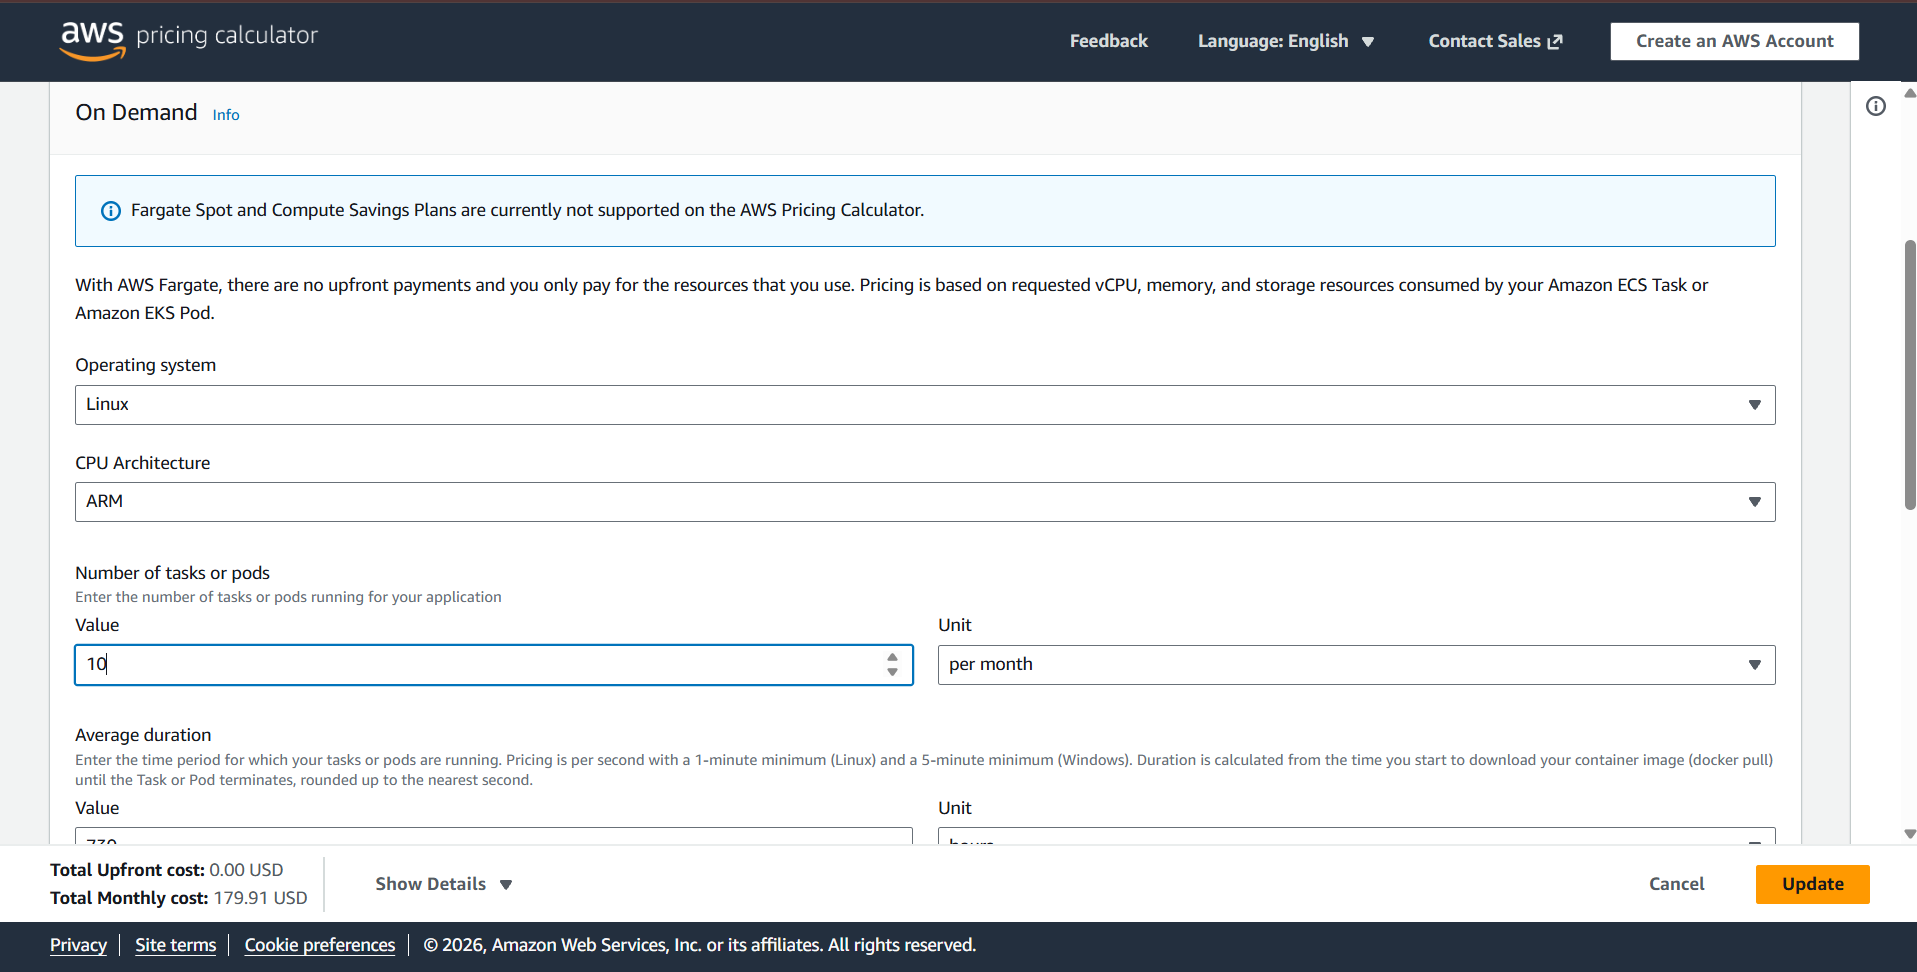 aws pricing calculator
Feedback
Language: English
Contact Sales
Create an AWS Account
On Demand Info
Fargate Spot and Compute Savings Plans are currently not supported on the AWS Pricing Calculator.
With AWS Fargate, there are no upfront payments and you only pay for the resources that you use. Pricing is based on requested vCPU, memory, and storage resources consumed by your Amazon ECS Task or
Amazon EKS Pod.
Operating system
Linux
CPU Architecture
ARM
Number of tasks or pods
Enter the number of tasks or pods running for your application
Value
10
Unit
per month
Average duration
Enter the time period for which your tasks or pods are running. Pricing is per second with a 1-minute minimum (Linux) and a 5-minute minimum (Windows). Duration is calculated from the time you start to download your container image (docker pull)
until the Task or Pod terminates, rounded up to the nearest second.
Value
730
Unit
hours
Total Upfront cost: 0.00 USD
Total Monthly cost: 179.91 USD
Show Details
Cancel
Update
Privacy
Site terms
Cookie preferences
© 2026, Amazon Web Services, Inc. or its affiliates. All rights reserved.